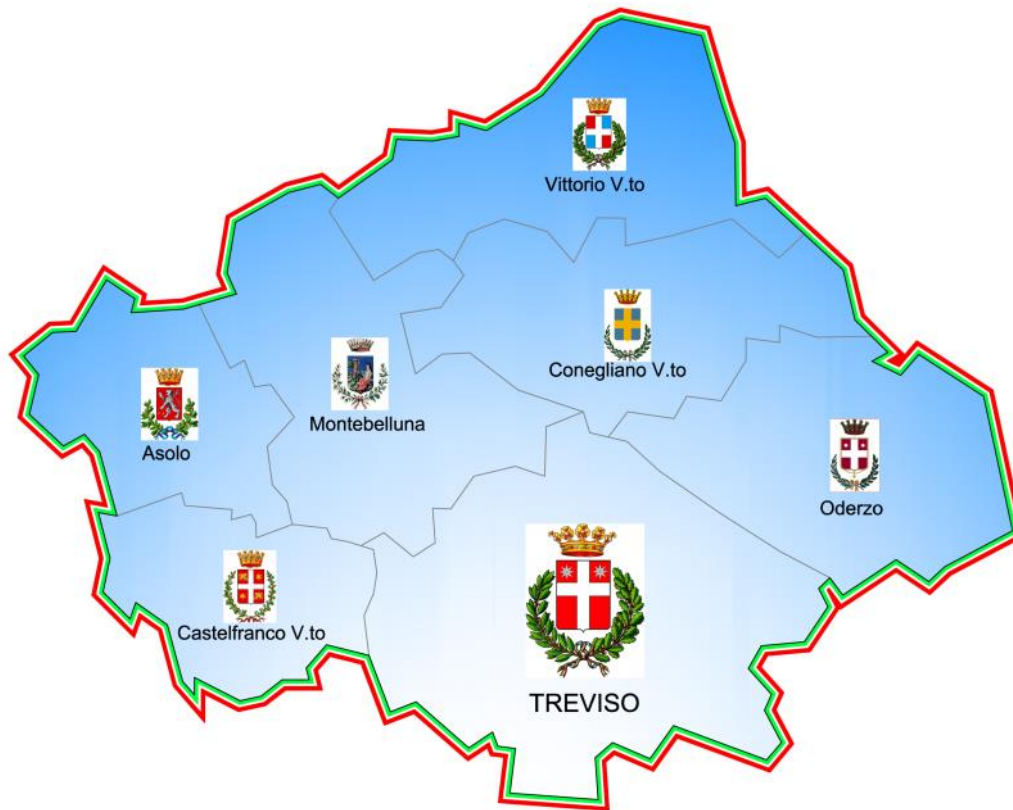 Vittorio V.to
Conegliano V.to
Montebelluna
Asolo
Oderzo
Castelfranco V.to
TREVISO